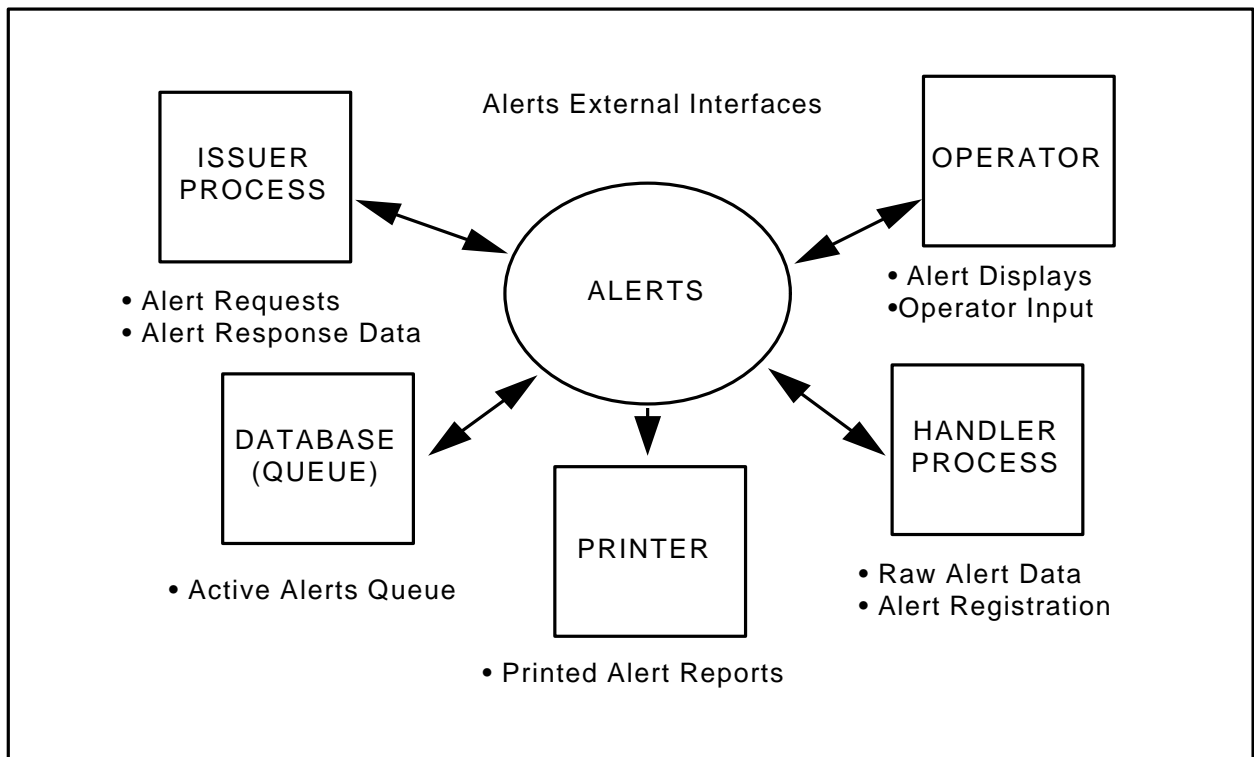 Alerts External Interfaces
ISSUER
PROCESS
• Alert Requests
• Alert Response Data
OPERATOR
• Alert Displays
•Operator Input
ALERTS
DATABASE
(QUEUE)
• Active Alerts Queue
PRINTER
• Printed Alert Reports
HANDLER
PROCESS
• Raw Alert Data
• Alert Registration